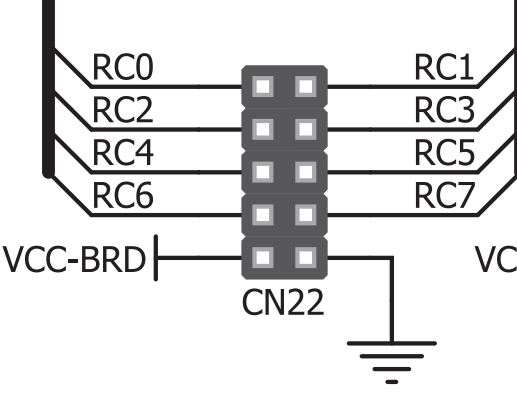 RC0 RC1
RC2 RC3
RC4 RC5
RC6 RC7
VCC-BRD VC
CN22